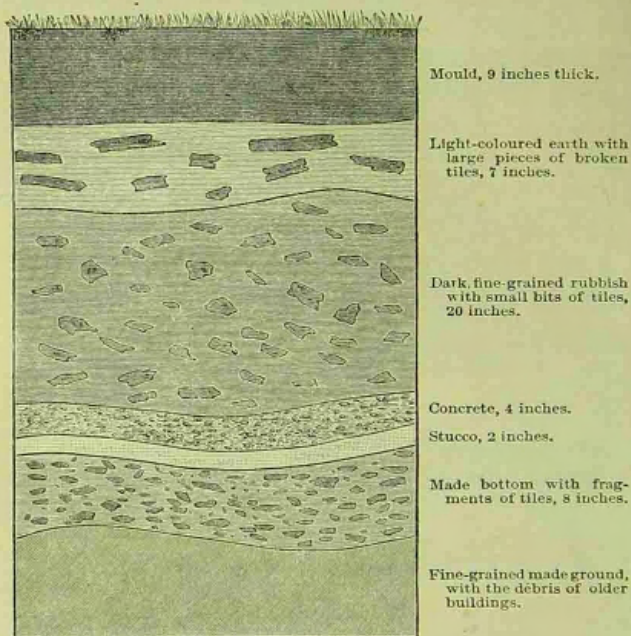 Mould, 9 inches thick.
Light-coloured earth with
large pieces of broken
tiles, 7 inches.
Dark, fine-grained rubbish
with small bits of tiles,
20 inches.
Concrete, 4 inches.
Stucco, 2 inches.
Made bottom with frag-
ments of tiles, 8 inches.
Fine-grained made ground,
with the débris of older
buildings.